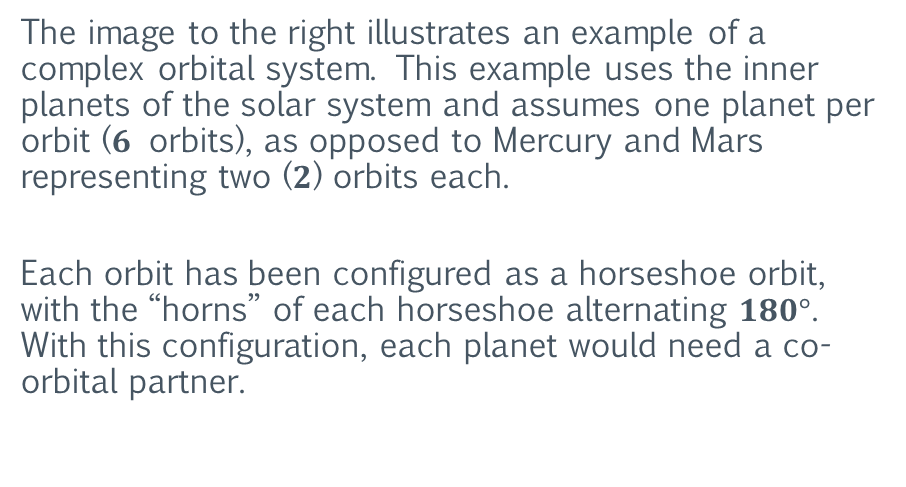 The image to the right illustrates an example of a
complex orbital system. This example uses the inner
planets of the solar system and assumes one planet per
orbit (6 orbits), as opposed to Mercury and Mars
representing two (2) orbits each.
Each orbit has been configured as a horseshoe orbit,
with the “horns” of each horseshoe alternating 180°.
With this configuration, each planet would need a co-
orbital partner.